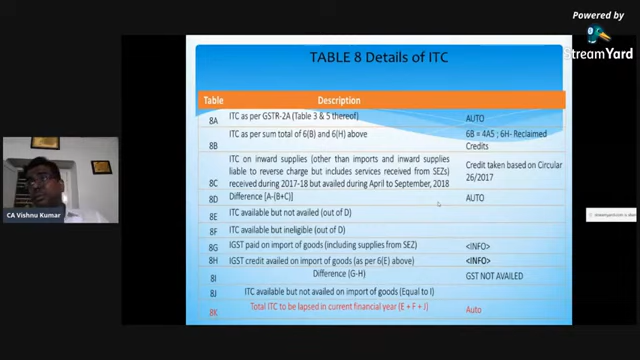 Powered by
StreamYard
TABLE 8 Details of ITC
Table Description
8A ITC as per GSTR-2A (Table 3 & 5 thereof) AUTO
8B ITC as per sum total of 6(B) and 6(H) above 6B = 4A5 ; 6H- Reclaimed Credits
ITC on inward supplies (other than imports and inward supplies
liable to reverse charge but includes services received from SEZs)
8C received during 2017-18 but availed during April to September, 2018 Credit taken based on Circular 26/2017
8D Difference [A-(B+C)] AUTO
8E ITC available but not availed (out of D)
8F ITC available but ineligible (out of D)
8G IGST paid on import of goods (including supplies from SEZ) <INFO>
8H IGST credit availed on import of goods (as per 6(E) above) <INFO>
8I Difference (G-H) GST NOT AVAILED
8J ITC available but not availed on import of goods (Equal to I)
8K Total ITC to be lapsed in current financial year (E + F + J) Auto
CA Vishnu Kumar